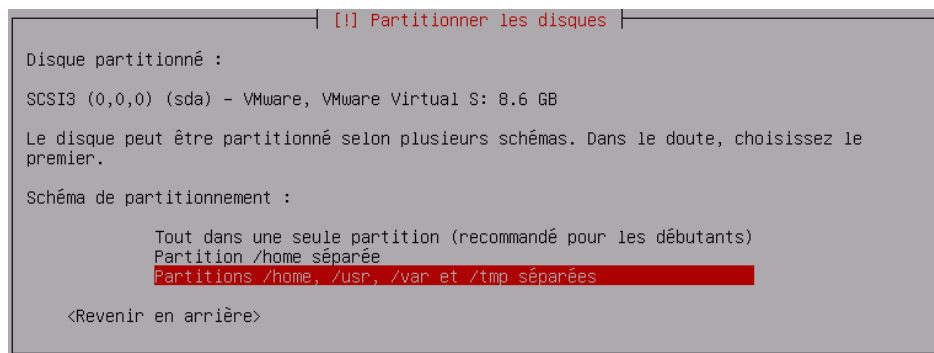 [!] Partitionner les disques
Disque partitionné :
SCSI3 (0,0,0) (sda) - VMware, VMware Virtual S: 8.6 GB
Le disque peut être partitionné selon plusieurs schémas. Dans le doute, choisissez le
premier.
Schéma de partitionnement :
Tout dans une seule partition (recommandé pour les débutants)
Partition /home séparée
Partitions /home, /usr, /var et /tmp séparées
<Revenir en arrière>